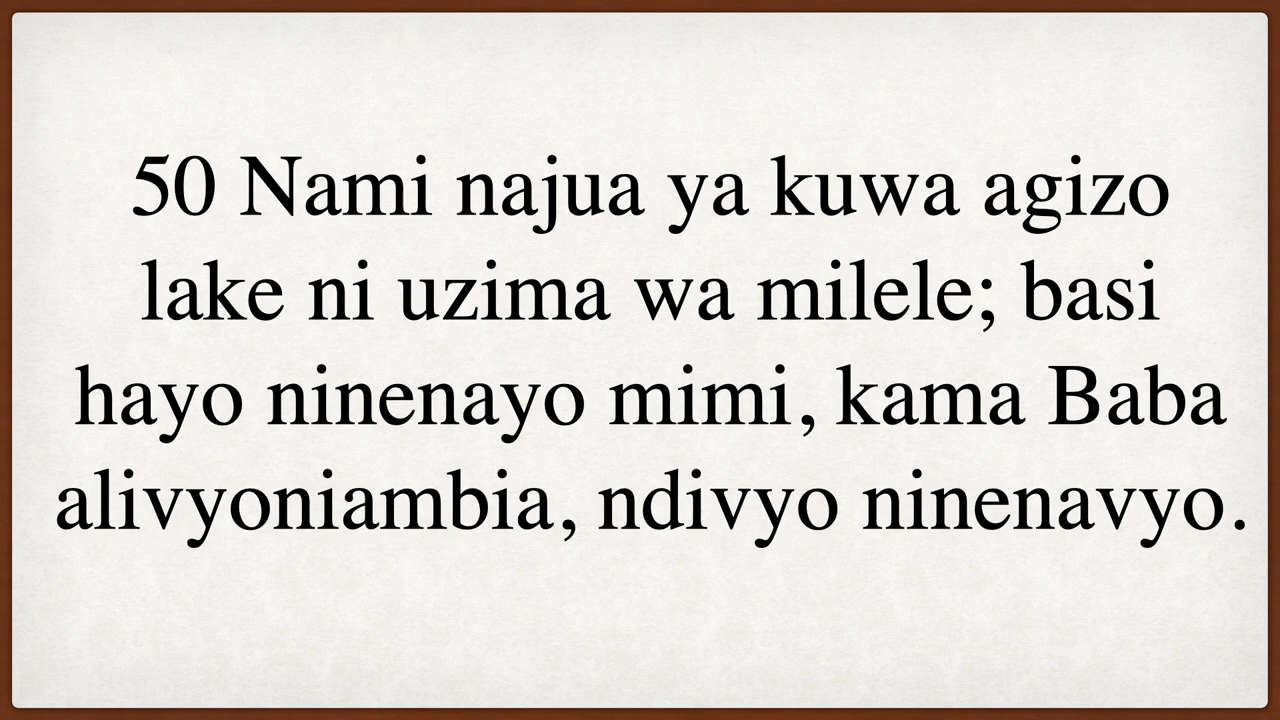 50 Nami najua ya kuwa agizo
lake ni uzima wa milele; basi
hayo ninenayo mimi, kama Baba
alivyoniambia, ndivyo ninenavyo.